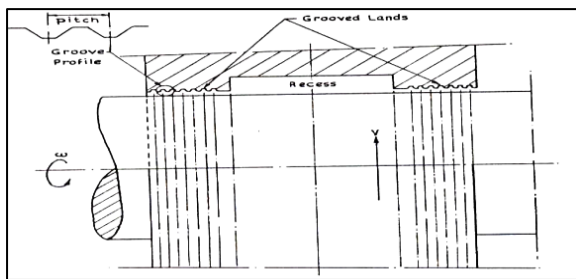 pitch
Grooved Lands
Groove
Profile
Recess
V
ω